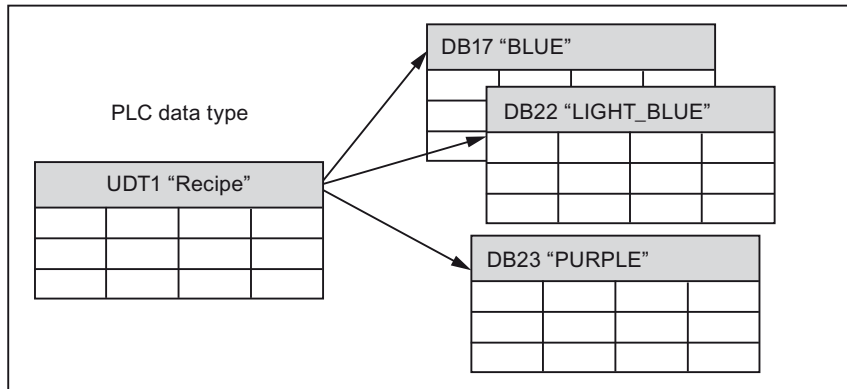 DB17 “BLUE”
DB22 “LIGHT_BLUE”
PLC data type
UDT1 “Recipe”
DB23 “PURPLE”